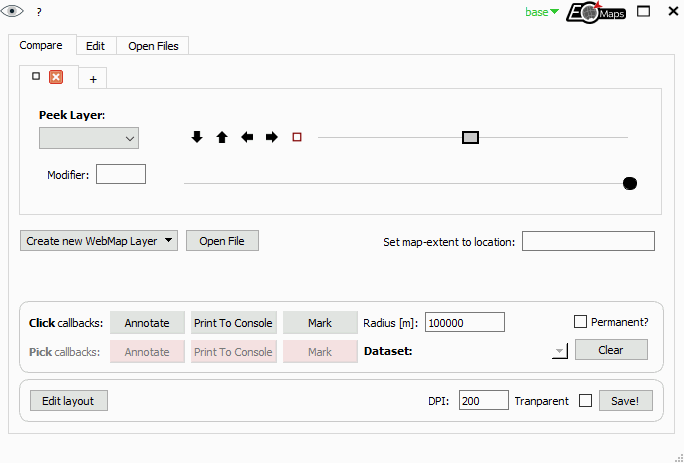 ? base EOmaps
Compare Edit Open Files
+
Peek Layer:
Modifier:
Create new WebMap Layer Open File Set map-extent to location:
Click callbacks: Annotate Print To Console Mark Radius [m]: 100000 Permanent?
Pick callbacks: Annotate Print To Console Mark Dataset: Clear
Edit layout DPI: 200 Tranparent Save!